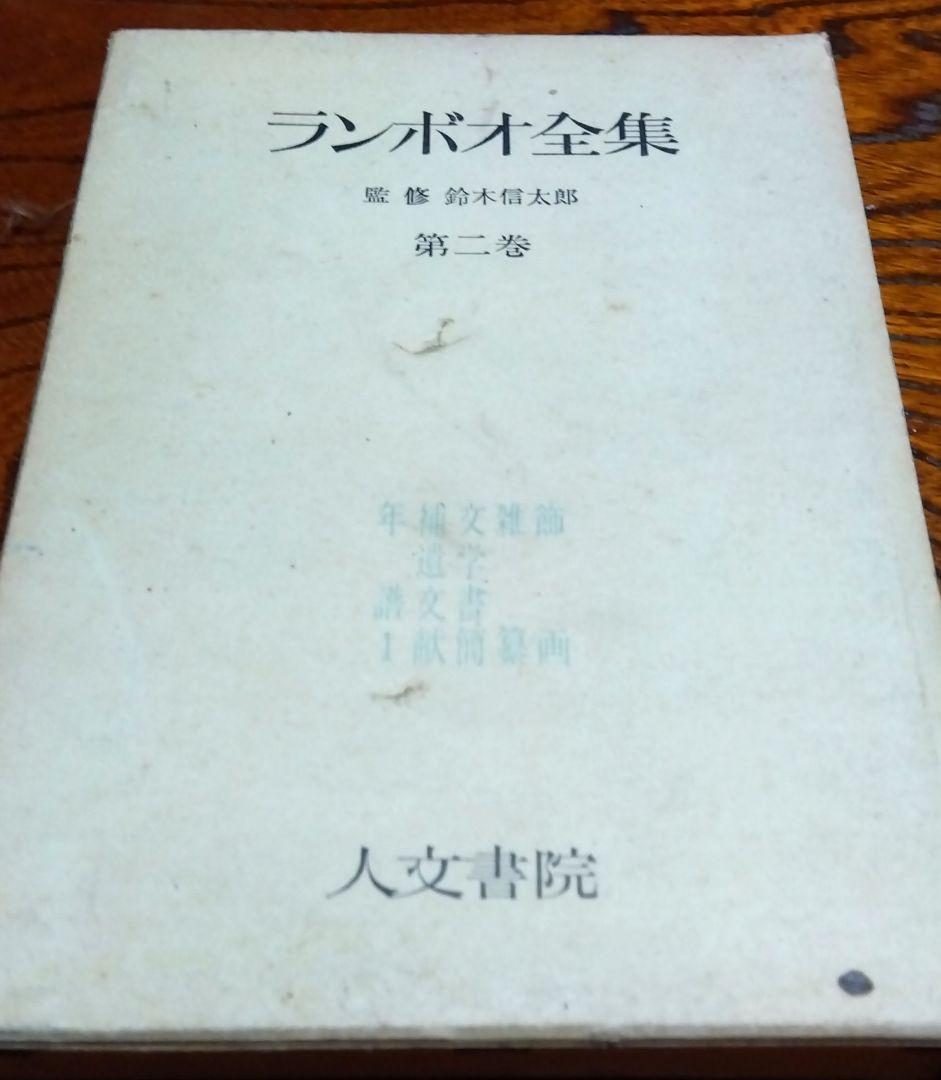 ランボオ全集
監修 鈴木信太郎
第二巻
飾画
雑纂
文学書簡
補遺文献
年譜1
人文書院